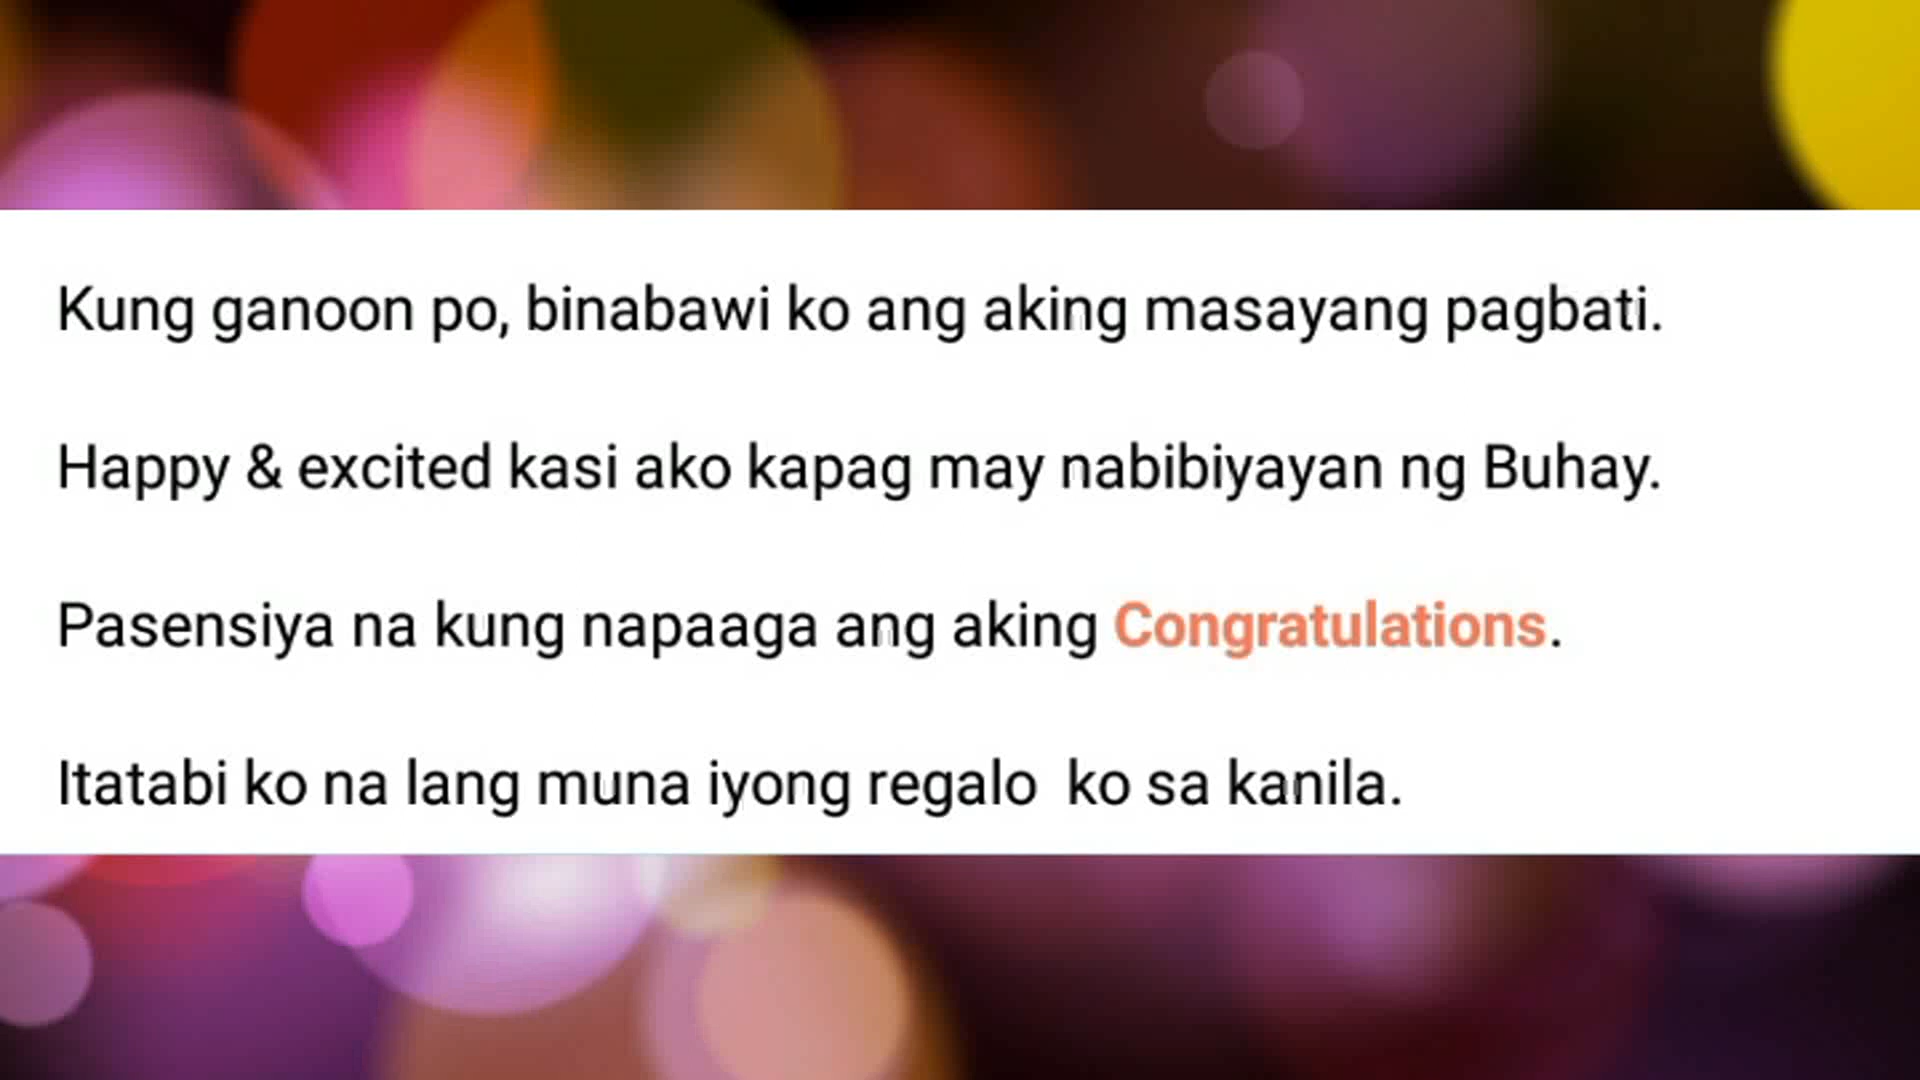 Kung ganoon po, binabawi ko ang aking masayang pagbati.
Happy & excited kasi ako kapag may nabibiyayan ng Buhay.
Pasensiya na kung napaaga ang aking Congratulations.
Itatabi ko na lang muna iyong regalo  ko sa kanila.